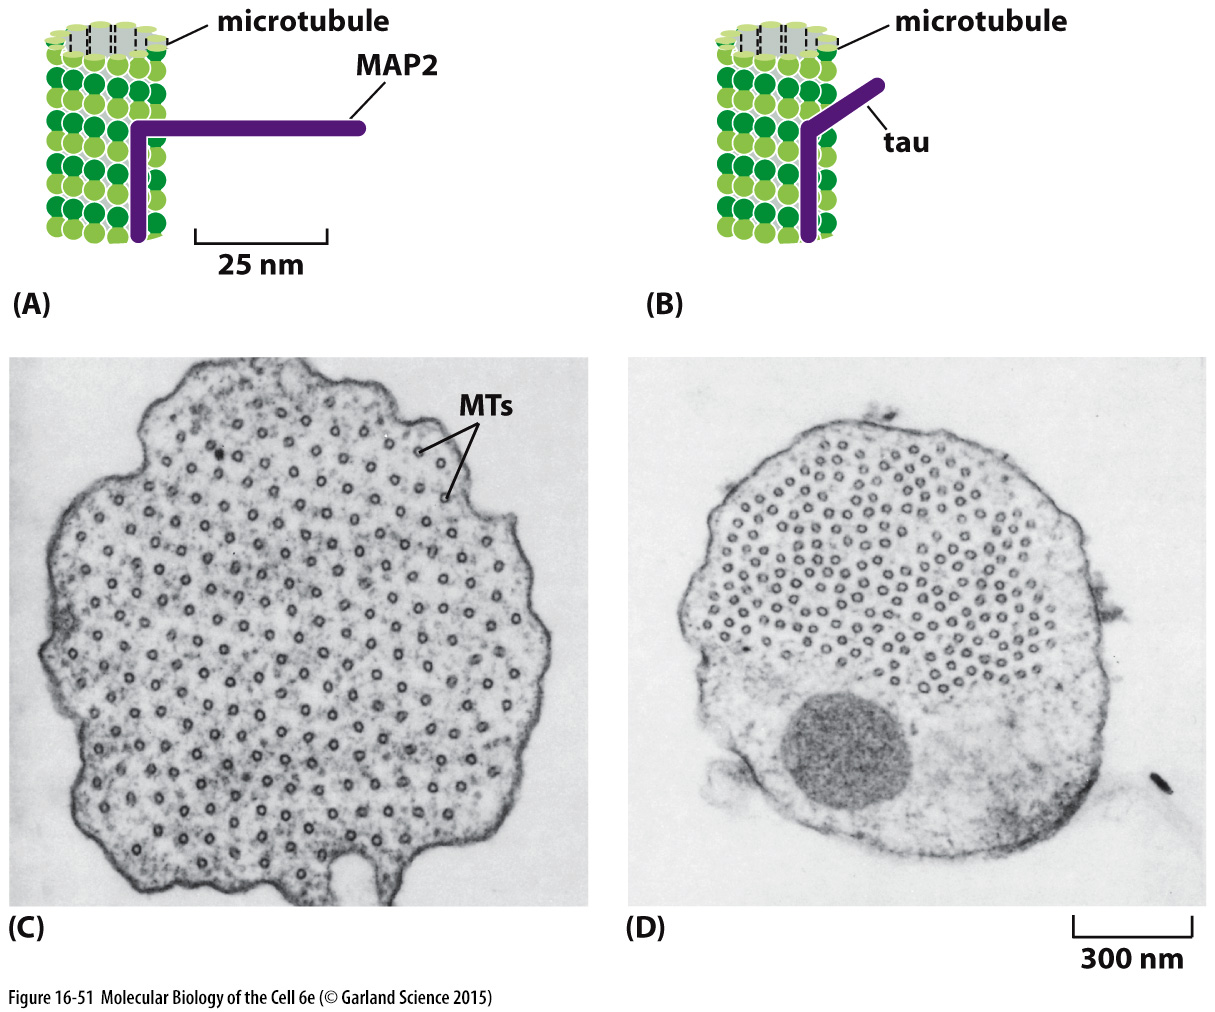 microtubule
MAP2
25 nm
(A)
microtubule
tau
(B)
MTs
(C)
(D)
300 nm
Figure 16-51 Molecular Biology of the Cell 6e (© Garland Science 2015)